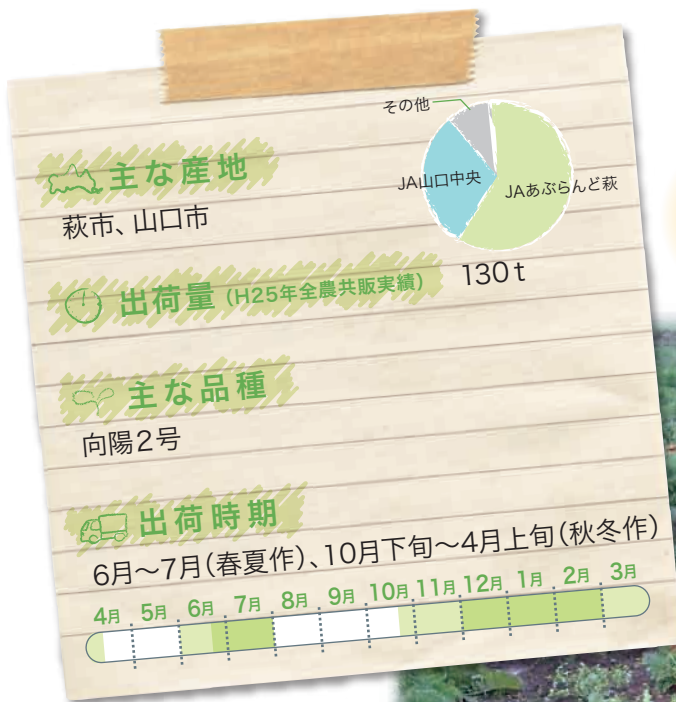 その他
JA山口中央
JAあぶらんど萩
主な産地
萩市、山口市
出荷量(H25年全農共販実績)
130t
主な品種
向陽2号
出荷時期
6月〜7月(春夏作)、10月下旬〜4月上旬(秋冬作)
4月 5月 6月 7月 8月 9月 10月 11月 12月 1月 2月 3月